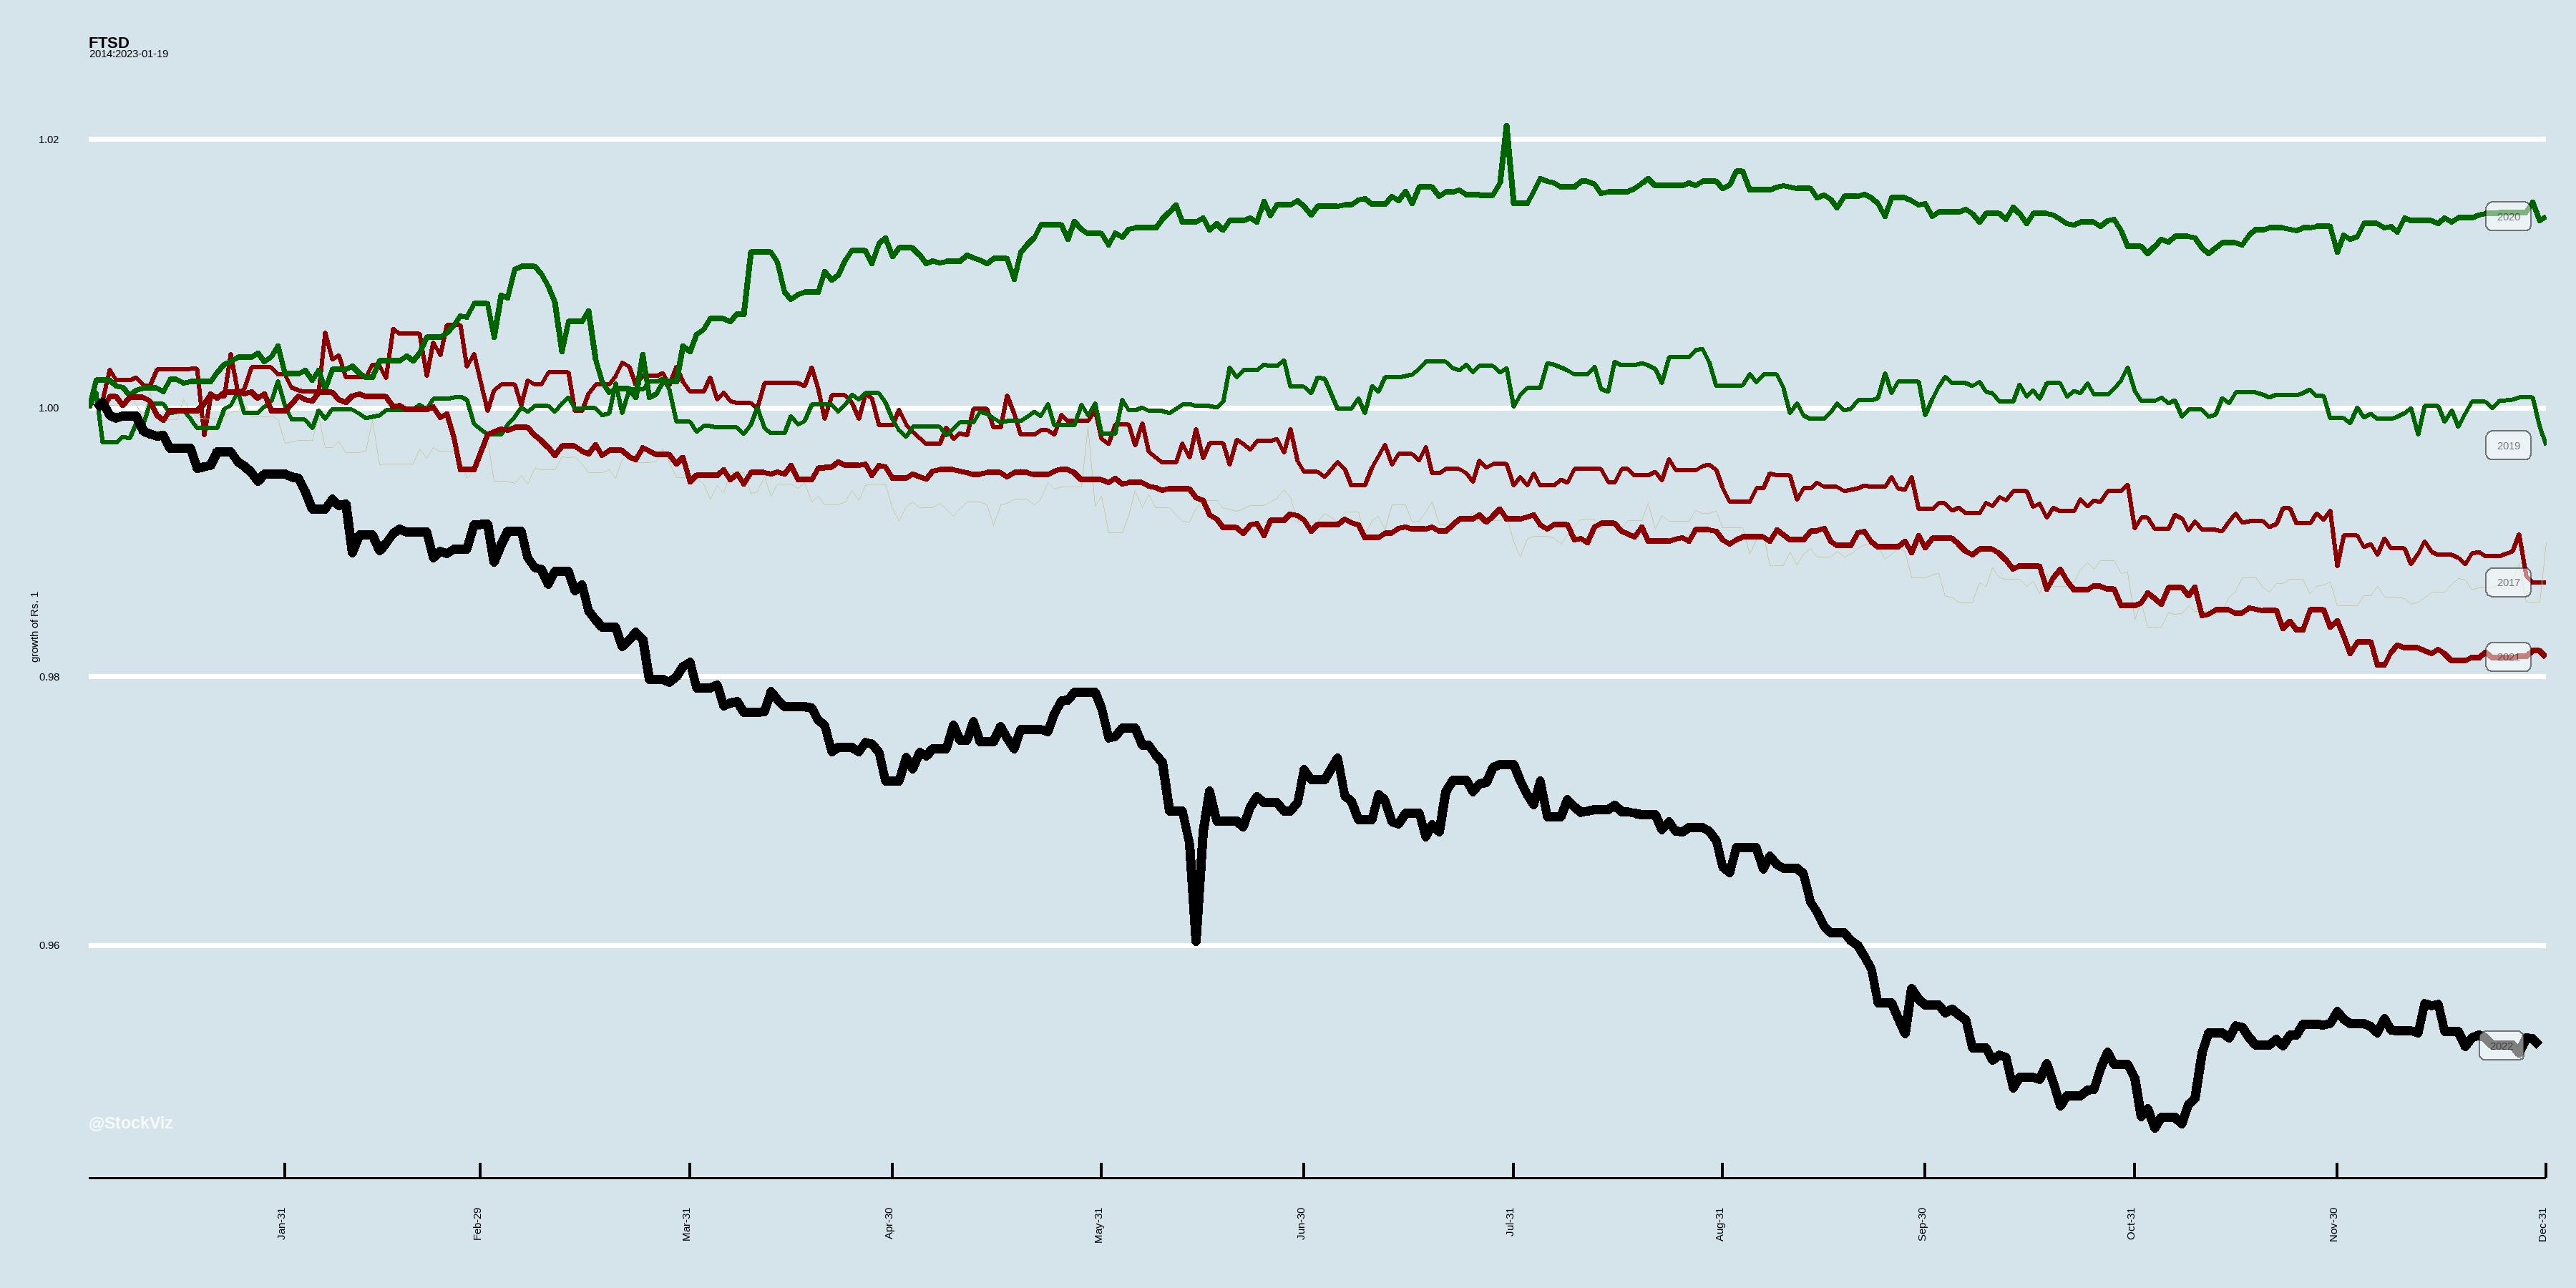 FTSD
2014:2023-01-19
1.02
1.00
0.98
0.96
growth of Rs. 1
2020
2019
2017
2021
2022
@StockViz
Jan-31
Feb-29
Mar-31
Apr-30
May-31
Jun-30
Jul-31
Aug-31
Sep-30
Oct-31
Nov-30
Dec-31